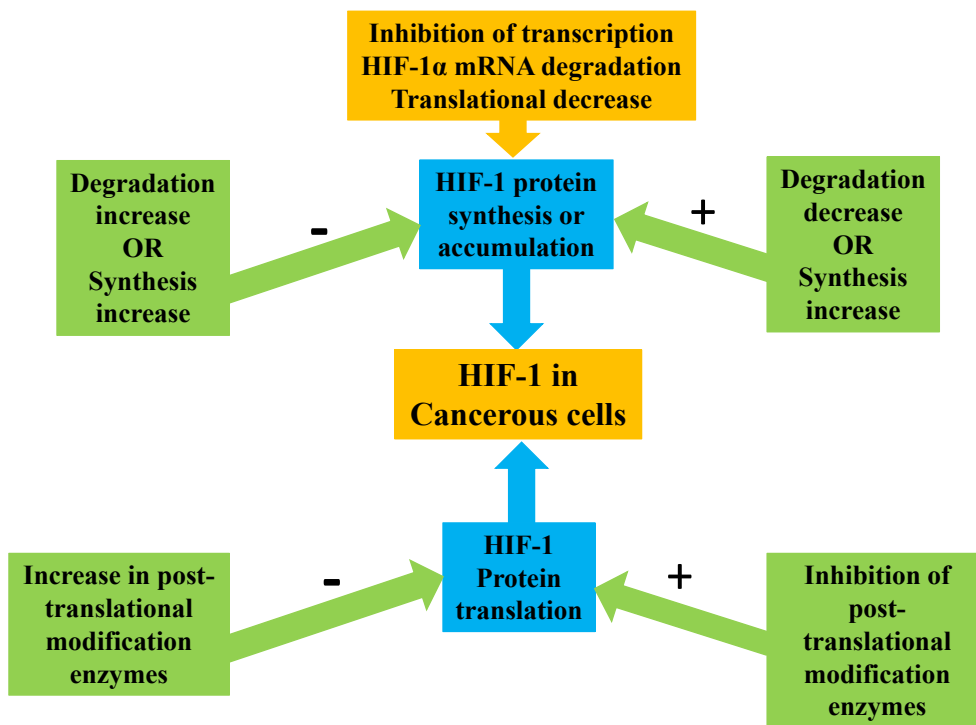 Inhibition of transcription
HIF-1α mRNA degradation
Translational decrease
Degradation
increase
OR
Synthesis
increase
-
HIF-1 protein
synthesis or
accumulation
+
Degradation
decrease
OR
Synthesis
increase
HIF-1 in
Cancerous cells
Increase in post-
translational
modification
enzymes
-
HIF-1
Protein
translation
+
Inhibition of
post-
translational
modification
enzymes